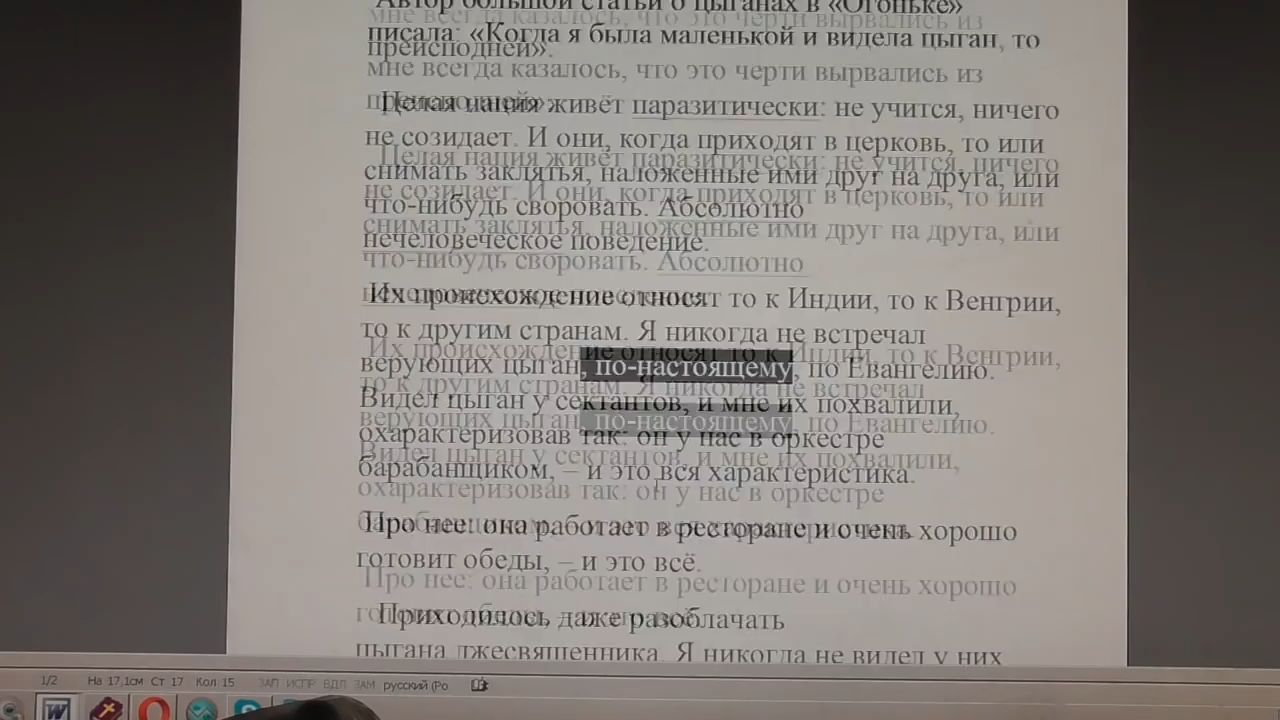 Автор большой статьи о цыганах в «Огоньке»
писала: «Когда я была маленькой и видела цыган, то
мне всегда казалось, что это черти вырвались из
преисподней».
Целая нация живёт паразитически: не учится, ничего
не созидает. И они, когда приходят в церковь, то или
снимать заклятья, наложенные ими друг на друга, или
что-нибудь своровать. Абсолютно
нечеловеческое поведение.
Их происхождение относят то к Индии, то к Венгрии,
то к другим странам. Я никогда не встречал
верующих цыган, по-настоящему, по Евангелию.
Видел цыган у сектантов, и мне их похвалили,
охарактеризовав так: он у нас в оркестре
барабанщиком, – и это вся характеристика.
Про нее: она работает в ресторане и очень хорошо
готовит обеды, – и это всё.
Приходилось даже разоблачать
цыгана лжесвященника. Я никогда не видел у них
1/2 На 17,1см Ст 17 Кол 15 ЗАП ИСПР ВДЛ ЗАМ русский (Ро